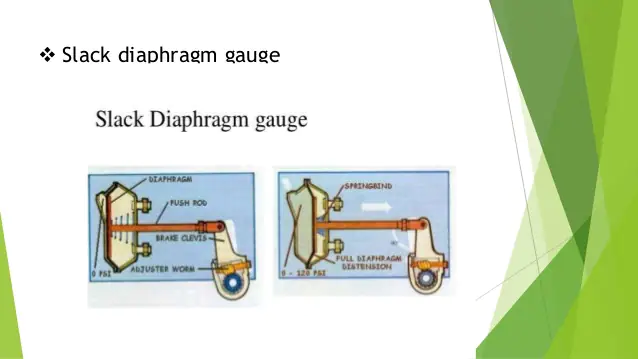 ❖ Slack diaphragm gauge
Slack Diaphragm gauge
DIAPHRAGM
PUSH ROD
BRAKE CLEVIS
0 PSI
ADJUSTER WORM
SPRINGBIND
FULL DIAPHRAGM
DISTENSION
0 - 120 PSI